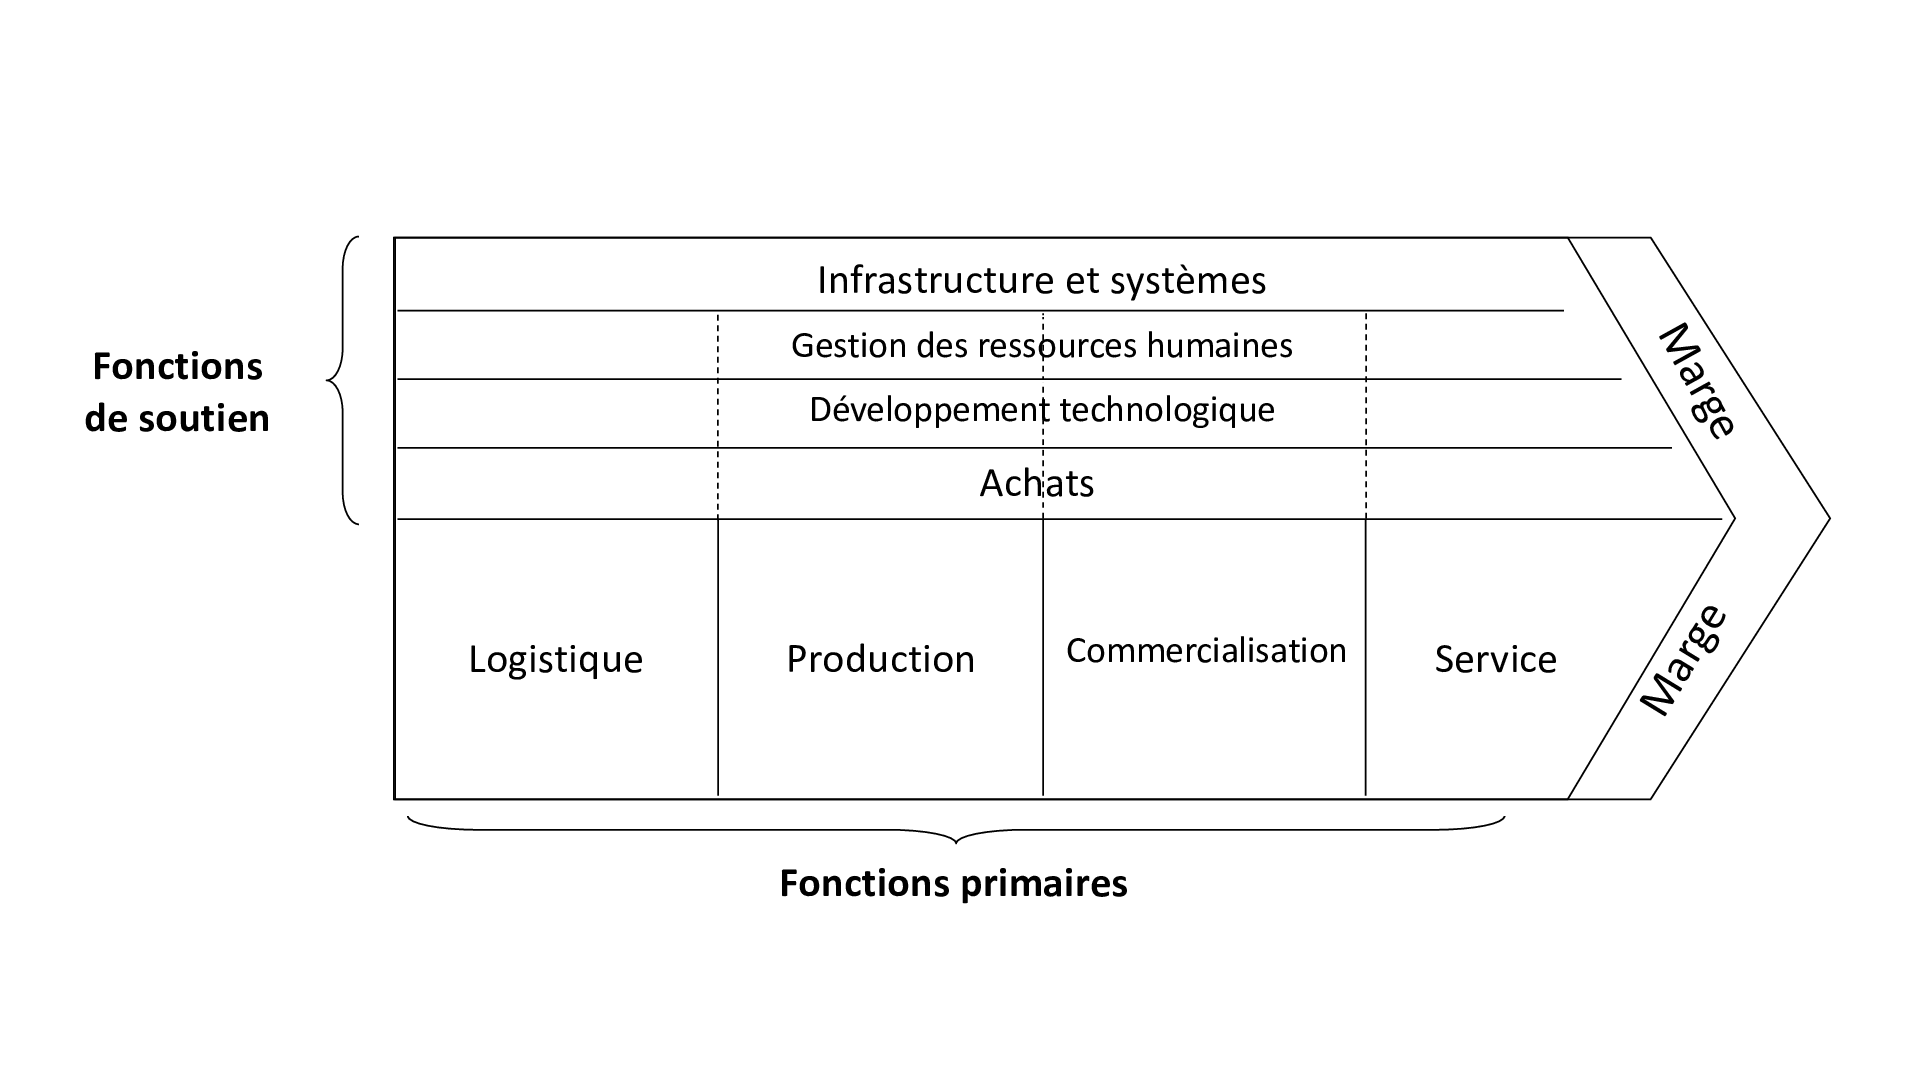 Infrastructure et systèmes
Gestion des ressources humaines
Développement technologique
Achats
Fonctions
de soutien
Marge
Logistique
Production
Commercialisation
Service
Marge
Fonctions primaires